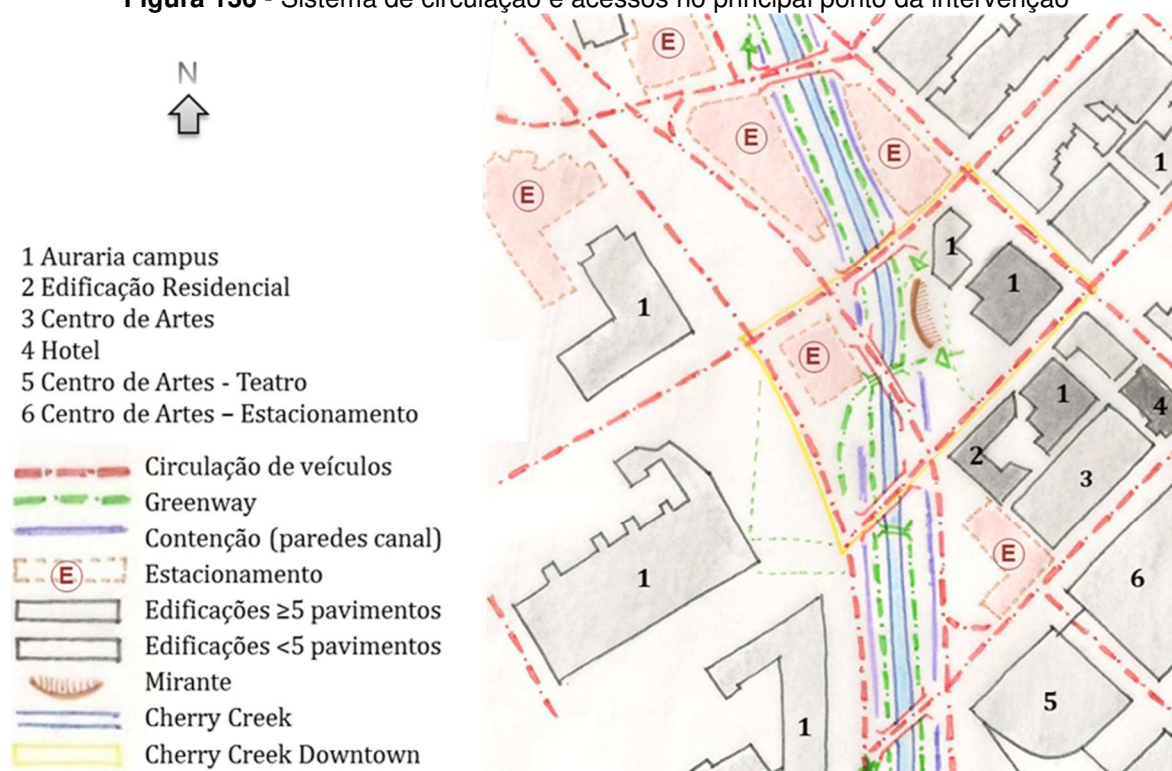 Figura 136 - Sistema de circulação e acessos no principal ponto da intervenção
N
1 Auraria campus
2 Edificação Residencial
3 Centro de Artes
4 Hotel
5 Centro de Artes - Teatro
6 Centro de Artes – Estacionamento
Circulação de veículos
Greenway
Contenção (paredes canal)
E Estacionamento
Edificações ≥5 pavimentos
Edificações <5 pavimentos
Mirante
Cherry Creek
Cherry Creek Downtown
E
E
E
1
E
1
1
1
E
1
4
2
3
E
1
6
5
1